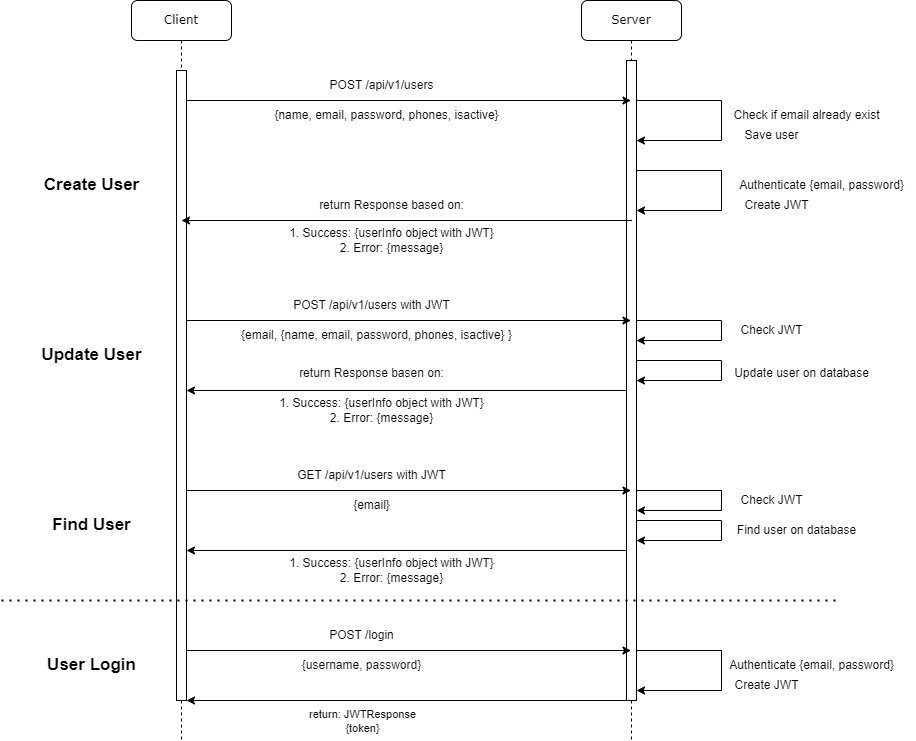 Client
Server
POST /api/v1/users
{name, email, password, phones, isactive}
Check if email already exist
Save user
Create User
Authenticate {email, password}
Create JWT
return Response based on:
1. Success: {userInfo object with JWT}
2. Error: {message}
POST /api/v1/users with JWT
{email, {name, email, password, phones, isactive} }
Check JWT
Update User
return Response basen on:
Update user on database
1. Success: {userInfo object with JWT}
2. Error: {message}
GET /api/v1/users with JWT
{email}
Check JWT
Find User
Find user on database
1. Success: {userInfo object with JWT}
2. Error: {message}
POST /login
{username, password}
User Login
Authenticate {email, password}
Create JWT
return: JWTResponse
{token}